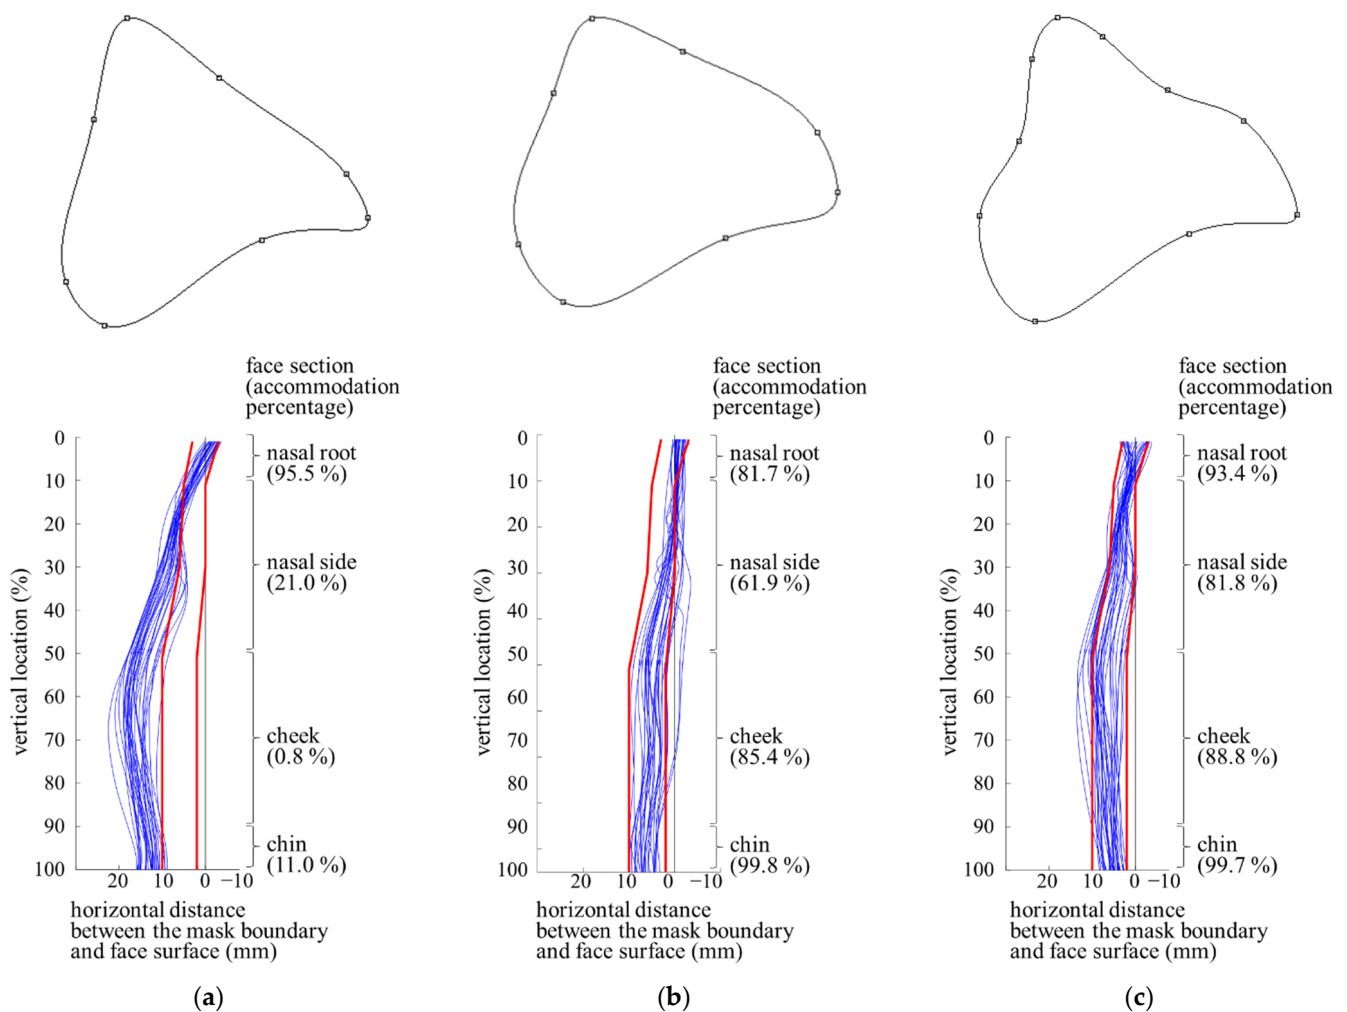 face section
(accommodation
percentage)
0
10
20
30
40
50
60
70
80
90
100
vertical location (%)
nasal root
(95.5 %)
nasal side
(21.0 %)
cheek
(0.8 %)
chin
(11.0 %)
20 10 0 −10
horizontal distance
between the mask boundary
and face surface (mm)
(a)
face section
(accommodation
percentage)
0
10
20
30
40
50
60
70
80
90
100
vertical location (%)
nasal root
(81.7 %)
nasal side
(61.9 %)
cheek
(85.4 %)
chin
(99.8 %)
20 10 0 −10
horizontal distance
between the mask boundary
and face surface (mm)
(b)
face section
(accommodation
percentage)
0
10
20
30
40
50
60
70
80
90
100
vertical location (%)
nasal root
(93.4 %)
nasal side
(81.8 %)
cheek
(88.8 %)
chin
(99.7 %)
20 10 0 −10
horizontal distance
between the mask boundary
and face surface (mm)
(c)